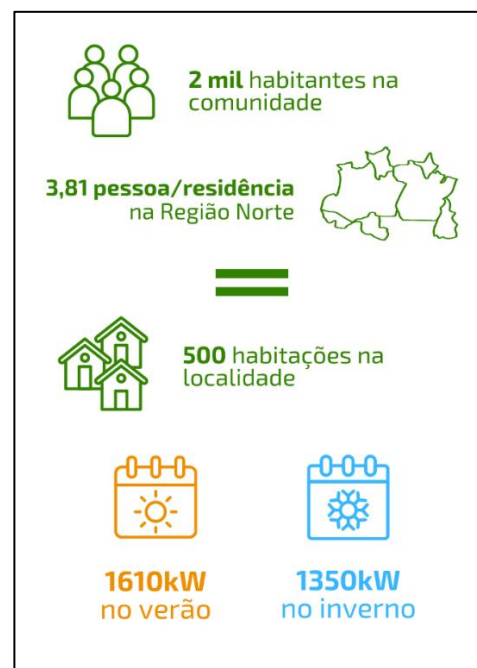 2 mil habitantes na
comunidade
3,81 pessoa/residência
na Região Norte
500 habitações na
localidade
1610kW
no verão
1350kW
no inverno